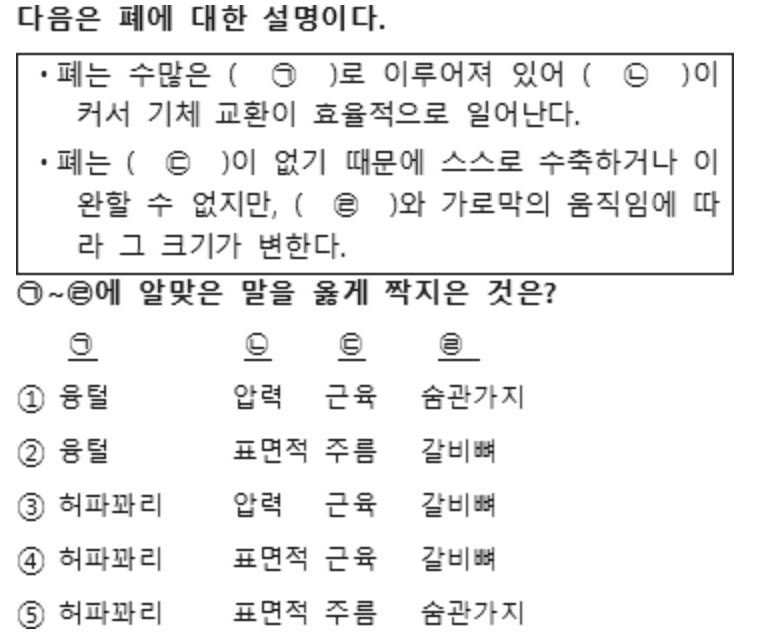 다음은 폐에 대한 설명이다.
•폐는 수많은 ( ㉠ )로 이루어져 있어 ( ㉡ )이
커서 기체 교환이 효율적으로 일어난다.
•폐는 ( ㉢ )이 없기 때문에 스스로 수축하거나 이
완할 수 없지만, ( ㉣ )와 가로막의 움직임에 따
라 그 크기가 변한다.
㉠~㉣에 알맞은 말을 옳게 짝지은 것은?
㉠ ㉡ ㉢ ㉣
① 융털 압력 근육 숨관가지
② 융털 표면적 주름 갈비뼈
③ 허파꽈리 압력 근육 갈비뼈
④ 허파꽈리 표면적 근육 갈비뼈
⑤ 허파꽈리 표면적 주름 숨관가지